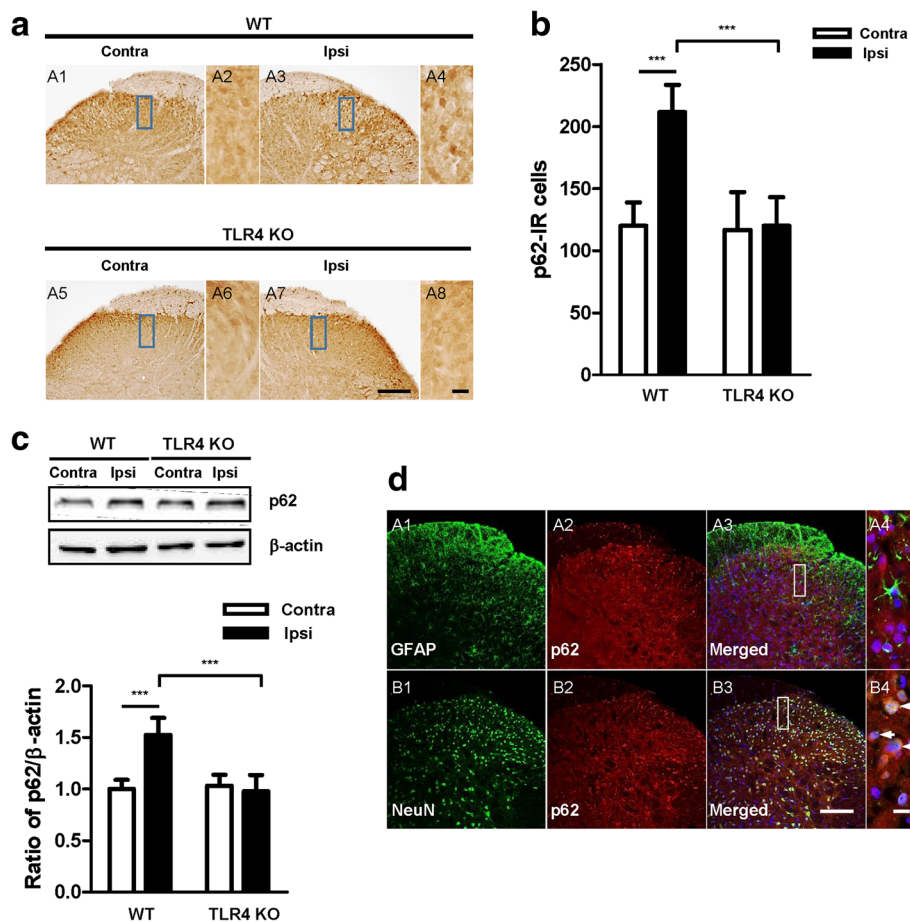 a
WT
Contra Ipsi
A1 A2 A3 A4
TLR4 KO
Contra Ipsi
A5 A6 A7 A8
b
Contra
Ipsi
***
***
p62-IR cells
250
200
150
100
50
0
WT TLR4 KO
c
WT TLR4 KO
Contra Ipsi Contra Ipsi
p62
β-actin
Contra
Ipsi
***
***
Ratio of p62/β-actin
2.0
1.5
1.0
0.5
0.0
WT TLR4 KO
d
A1 A2 A3 A4
GFAP p62 Merged
B1 B2 B3 B4
NeuN p62 Merged